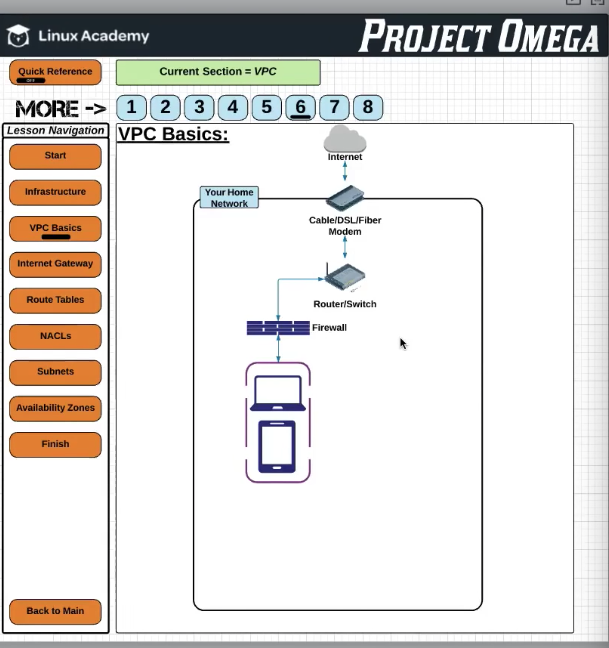 Linux Academy
PROJECT OMEGA
Quick Reference
OFF
Current Section = VPC
MORE ->
1 2 3 4 5 6 7 8
Lesson Navigation
Start
Infrastructure
VPC Basics
Internet Gateway
Route Tables
NACLs
Subnets
Availability Zones
Finish
Back to Main
VPC Basics:
Internet
Your Home
Network
Cable/DSL/Fiber
Modem
Router/Switch
Firewall